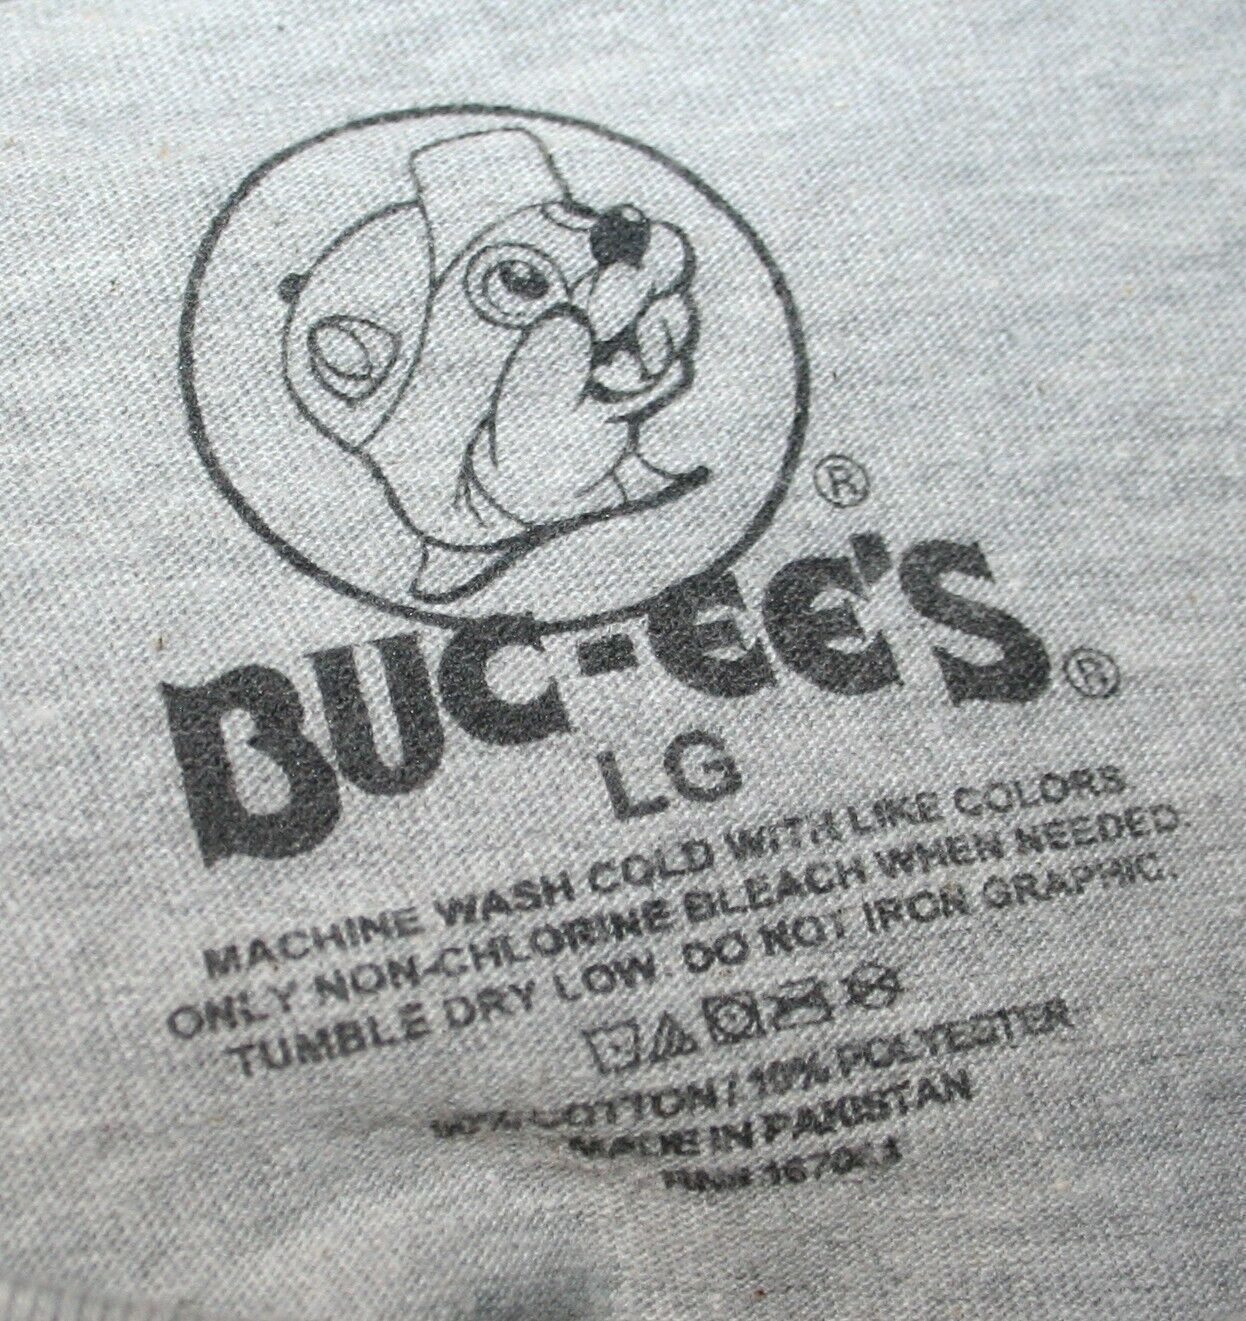 ®
BUC-EE'S®
LG
MACHINE WASH COLD WITH LIKE COLORS
ONLY NON-CHLORINE BLEACH WHEN NEEDED
TUMBLE DRY LOW. DO NOT IRON GRAPHIC.
COTTON / 10% POLYESTER
MADE IN PAKISTAN
RN#